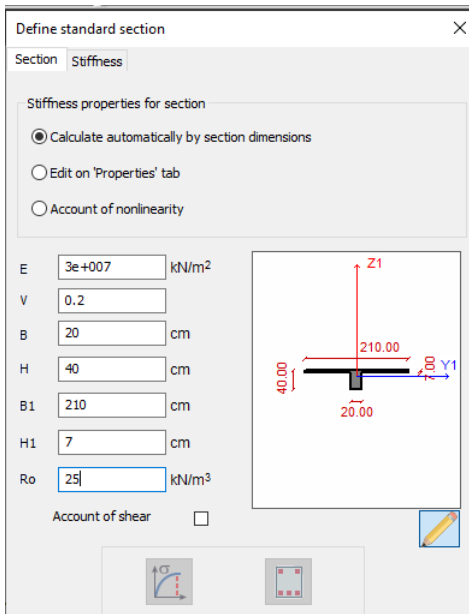 Define standard section
Section Stiffness
Stiffness properties for section
Calculate automatically by section dimensions
Edit on 'Properties' tab
Account of nonlinearity
E 3e+007 kN/m²
V 0.2
B 20 cm
H 40 cm
B1 210 cm
H1 7 cm
Ro 25 kN/m³
Account of shear
Z1
210.00
40.00
7.00
Y1
20.00
σ